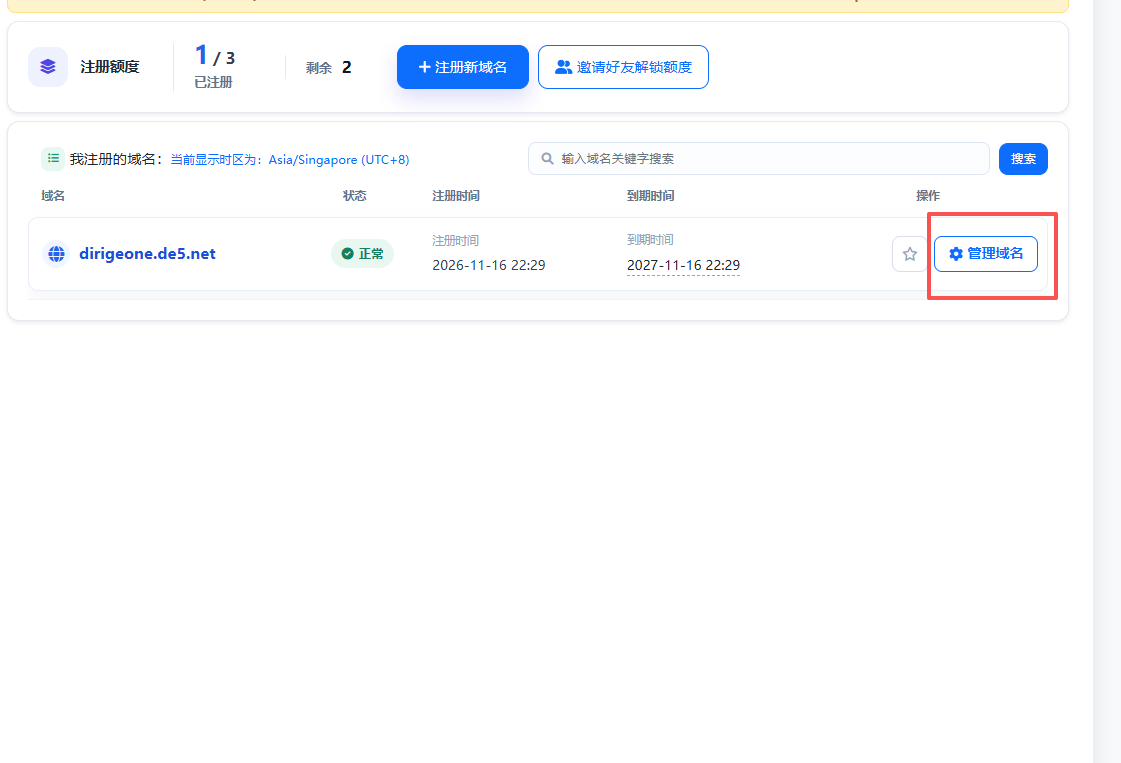 注册额度
1 / 3
已注册
剩余 2
注册新域名
邀请好友解锁额度
我注册的域名: 当前显示时区为: Asia/Singapore (UTC+8)
输入域名关键字搜索
搜索
域名 状态 注册时间 到期时间 操作
dirigeone.de5.net
正常
注册时间
2026-11-16 22:29
到期时间
2027-11-16 22:29
管理域名